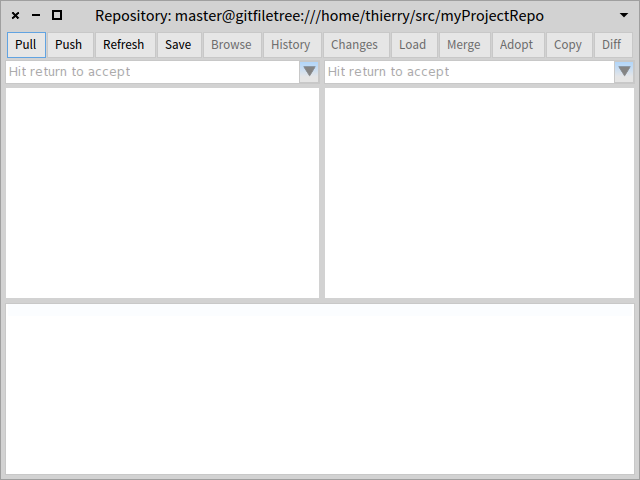 Repository: master@gitfiletree:///home/thierry/src/myProjectRepo
Pull Push Refresh Save Browse History Changes Load Merge Adopt Copy Diff
Hit return to accept Hit return to accept